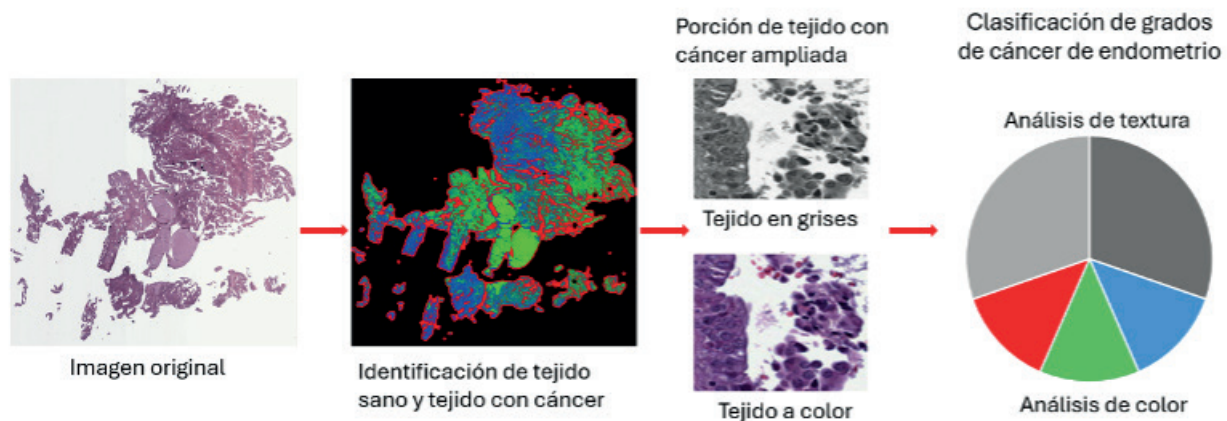 Imagen original
Identificación de tejido
sano y tejido con cáncer
Porción de tejido con
cáncer ampliada
Tejido en grises
Tejido a color
Clasificación de grados
de cáncer de endometrio
Análisis de textura
Análisis de color